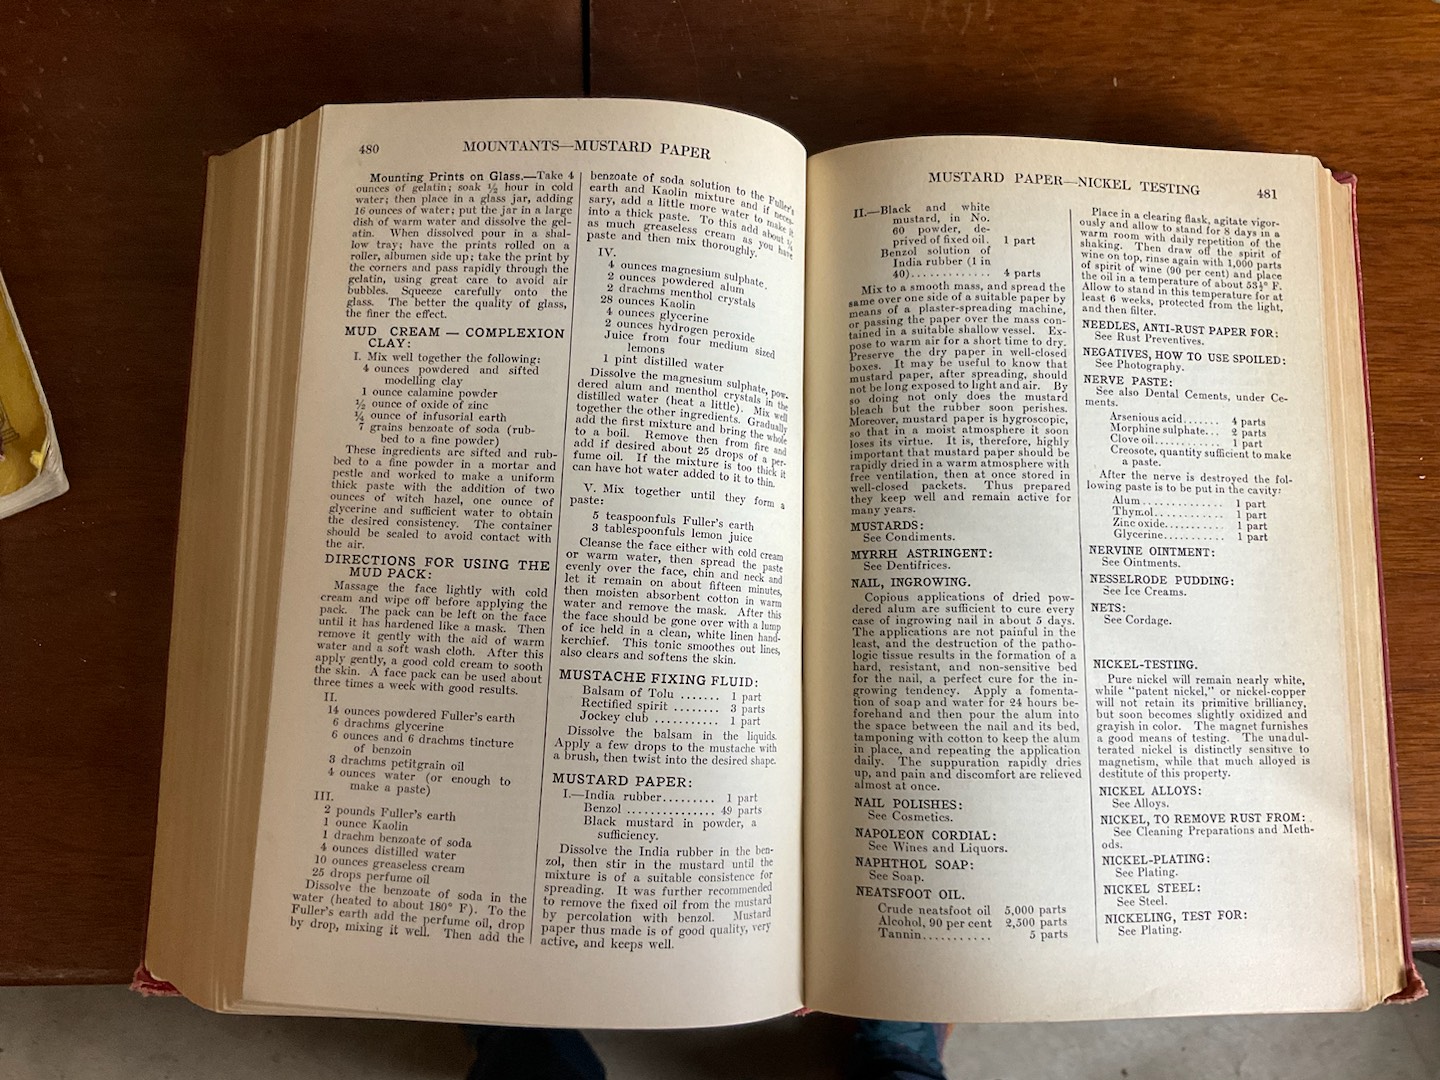 480
MOUNTANTS—MUSTARD PAPER
Mounting Prints on Glass.—Take 4
ounces of gelatin; soak ½ hour in cold
water; then place in a glass jar, adding
16 ounces of water; put the jar in a large
dish of warm water and dissolve the gel-
atin. When dissolved pour in a shal-
low tray; have the prints rolled on a
roller, albumen side up; take the print by
the corners and pass rapidly through the
gelatin, using great care to avoid air
bubbles. Squeeze carefully onto the
glass. The better the quality of glass,
the finer the effect.
MUD CREAM — COMPLEXION
CLAY:
I. Mix well together the following:
4 ounces powdered and sifted
modelling clay
1 ounce calamine powder
½ ounce of oxide of zinc
¼ ounce of infusorial earth
7 grains benzoate of soda (rub-
bed to a fine powder)
These ingredients are sifted and rub-
bed to a fine powder in a mortar and
pestle and worked to make a uniform
thick paste with the addition of two
ounces of witch hazel, one ounce of
glycerine and sufficient water to obtain
the desired consistency. The container
should be sealed to avoid contact with
the air.
DIRECTIONS FOR USING THE
MUD PACK:
Massage the face lightly with cold
cream and wipe off before applying the
pack. The pack can be left on the face
until it has hardened like a mask. Then
remove it gently with the aid of warm
water and a soft wash cloth. After this
apply gently, a good cold cream to sooth
the skin. A face pack can be used about
three times a week with good results.
II.
14 ounces powdered Fuller's earth
6 drachms glycerine
6 ounces and 6 drachms tincture
of benzoin
3 drachms petitgrain oil
4 ounces water (or enough to
make a paste)
III.
2 pounds Fuller's earth
1 ounce Kaolin
1 drachm benzoate of soda
4 ounces distilled water
10 ounces greaseless cream
25 drops perfume oil
Dissolve the benzoate of soda in the
water (heated to about 180° F). To the
Fuller's earth add the perfume oil, drop
by drop, mixing it well. Then add the
benzoate of soda solution to the Fuller's
earth and Kaolin mixture and if neces-
sary, add a little more water to make it
into a thick paste. To this add about ¼
as much greaseless cream as you have
paste and then mix thoroughly.
IV.
4 ounces magnesium sulphate.
2 ounces powdered alum
2 drachms menthol crystals
28 ounces Kaolin
4 ounces glycerine
2 ounces hydrogen peroxide
Juice from four medium sized
lemons
1 pint distilled water
Dissolve the magnesium sulphate, pow-
dered alum and menthol crystals in the
distilled water (heat a little). Mix well
together the other ingredients. Gradually
add the first mixture and bring the whole
to a boil. Remove then from fire and
add if desired about 25 drops of a per-
fume oil. If the mixture is too thick it
can have hot water added to it to thin.
V. Mix together until they form a
paste:
5 teaspoonfuls Fuller's earth
3 tablespoonfuls lemon juice
Cleanse the face either with cold cream
or warm water, then spread the paste
evenly over the face, chin and neck and
let it remain on about fifteen minutes,
then moisten absorbent cotton in warm
water and remove the mask. After this
the face should be gone over with a lump
of ice held in a clean, white linen hand-
kerchief. This tonic smoothes out lines,
also clears and softens the skin.
MUSTACHE FIXING FLUID:
Balsam of Tolu ....... 1 part
Rectified spirit ........ 3 parts
Jockey club ........... 1 part
Dissolve the balsam in the liquids.
Apply a few drops to the mustache with
a brush, then twist into the desired shape.
MUSTARD PAPER:
I.—India rubber......... 1 part
Benzol ............... 49 parts
Black mustard in powder, a
sufficiency.
Dissolve the India rubber in the ben-
zol, then stir in the mustard until the
mixture is of a suitable consistence for
spreading. It was further recommended
to remove the fixed oil from the mustard
by percolation with benzol. Mustard
paper thus made is of good quality, very
active, and keeps well.
MUSTARD PAPER—NICKEL TESTING
481
II.—Black and white
mustard, in No.
60 powder, de-
prived of fixed oil. 1 part
Benzol solution of
India rubber (1 in
40)............. 4 parts
Mix to a smooth mass, and spread the
same over one side of a suitable paper by
means of a plaster-spreading machine,
or passing the paper over the mass con-
tained in a suitable shallow vessel. Ex-
pose to warm air for a short time to dry.
Preserve the dry paper in well-closed
boxes. It may be useful to know that
mustard paper, after spreading, should
not be long exposed to light and air. By
so doing not only does the mustard
bleach but the rubber soon perishes.
Moreover, mustard paper is hygroscopic,
so that in a moist atmosphere it soon
loses its virtue. It is, therefore, highly
important that mustard paper should be
rapidly dried in a warm atmosphere with
free ventilation, then at once stored in
well-closed packets. Thus prepared
they keep well and remain active for
many years.
MUSTARDS:
See Condiments.
MYRRH ASTRINGENT:
See Dentifrices.
NAIL, INGROWING.
Copious applications of dried pow-
dered alum are sufficient to cure every
case of ingrowing nail in about 5 days.
The applications are not painful in the
least, and the destruction of the patho-
logic tissue results in the formation of a
hard, resistant, and non-sensitive bed
for the nail, a perfect cure for the in-
growing tendency. Apply a fomenta-
tion of soap and water for 24 hours be-
forehand and then pour the alum into
the space between the nail and its bed,
tamponing with cotton to keep the alum
in place, and repeating the application
daily. The suppuration rapidly dries
up, and pain and discomfort are relieved
almost at once.
NAIL POLISHES:
See Cosmetics.
NAPOLEON CORDIAL:
See Wines and Liquors.
NAPHTHOL SOAP:
See Soap.
NEATSFOOT OIL.
Crude neatsfoot oil 5,000 parts
Alcohol, 90 per cent 2,500 parts
Tannin........... 5 parts
Place in a clearing flask, agitate vigor-
ously and allow to stand for 8 days in a
warm room with daily repetition of the
shaking. Then draw off the spirit of
wine on top, rinse again with 1,000 parts
of spirit of wine (90 per cent) and place
the oil in a temperature of about 53½° F.
Allow to stand in this temperature for at
least 6 weeks, protected from the light,
and then filter.
NEEDLES, ANTI-RUST PAPER FOR:
See Rust Preventives.
NEGATIVES, HOW TO USE SPOILED:
See Photography.
NERVE PASTE:
See also Dental Cements, under Ce-
ments.
Arsenious acid....... 4 parts
Morphine sulphate... 2 parts
Clove oil............ 1 part
Creosote, quantity sufficient to make
a paste.
After the nerve is destroyed the fol-
lowing paste is to be put in the cavity:
Alum ............. 1 part
Thymol............. 1 part
Zinc oxide........... 1 part
Glycerine........... 1 part
NERVINE OINTMENT:
See Ointments.
NESSELRODE PUDDING:
See Ice Creams.
NETS:
See Cordage.
NICKEL-TESTING.
Pure nickel will remain nearly white,
while "patent nickel," or nickel-copper
will not retain its primitive brilliancy,
but soon becomes slightly oxidized and
grayish in color. The magnet furnishes
a good means of testing. The unadul-
terated nickel is distinctly sensitive to
magnetism, while that much alloyed is
destitute of this property.
NICKEL ALLOYS:
See Alloys.
NICKEL, TO REMOVE RUST FROM:
See Cleaning Preparations and Meth-
ods.
NICKEL-PLATING:
See Plating.
NICKEL STEEL:
See Steel.
NICKELING, TEST FOR:
See Plating.